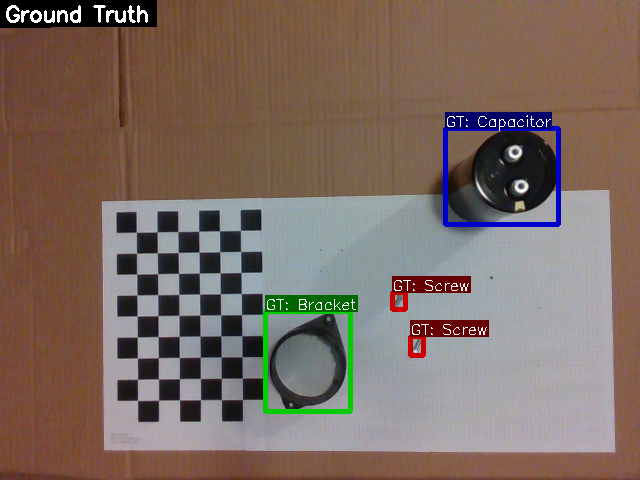 Ground Truth
GT: Capacitor
GT: Screw
GT: Bracket
GT: Screw